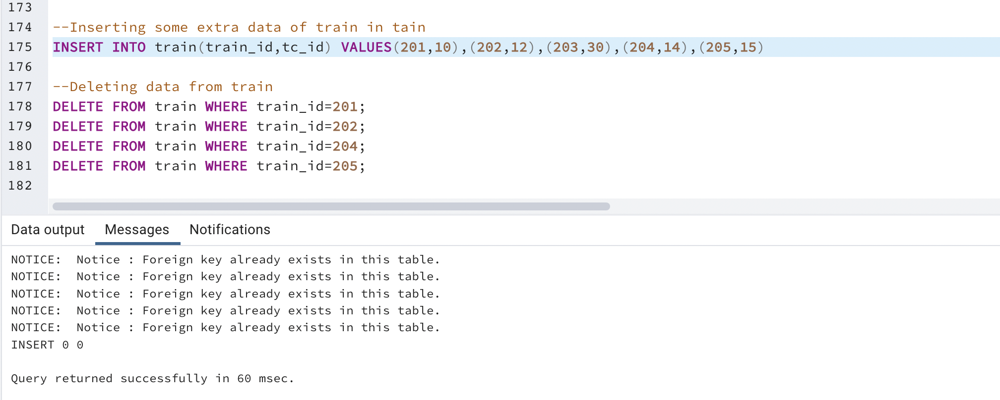 173
174 --Inserting some extra data of train in tain
175 INSERT INTO train(train_id,tc_id) VALUES(201,10),(202,12),(203,30),(204,14),(205,15)
176
177 --Deleting data from train
178 DELETE FROM train WHERE train_id=201;
179 DELETE FROM train WHERE train_id=202;
180 DELETE FROM train WHERE train_id=204;
181 DELETE FROM train WHERE train_id=205;
182
Data output Messages Notifications
NOTICE:  Notice : Foreign key already exists in this table.
NOTICE:  Notice : Foreign key already exists in this table.
NOTICE:  Notice : Foreign key already exists in this table.
NOTICE:  Notice : Foreign key already exists in this table.
NOTICE:  Notice : Foreign key already exists in this table.
INSERT 0 0
Query returned successfully in 60 msec.